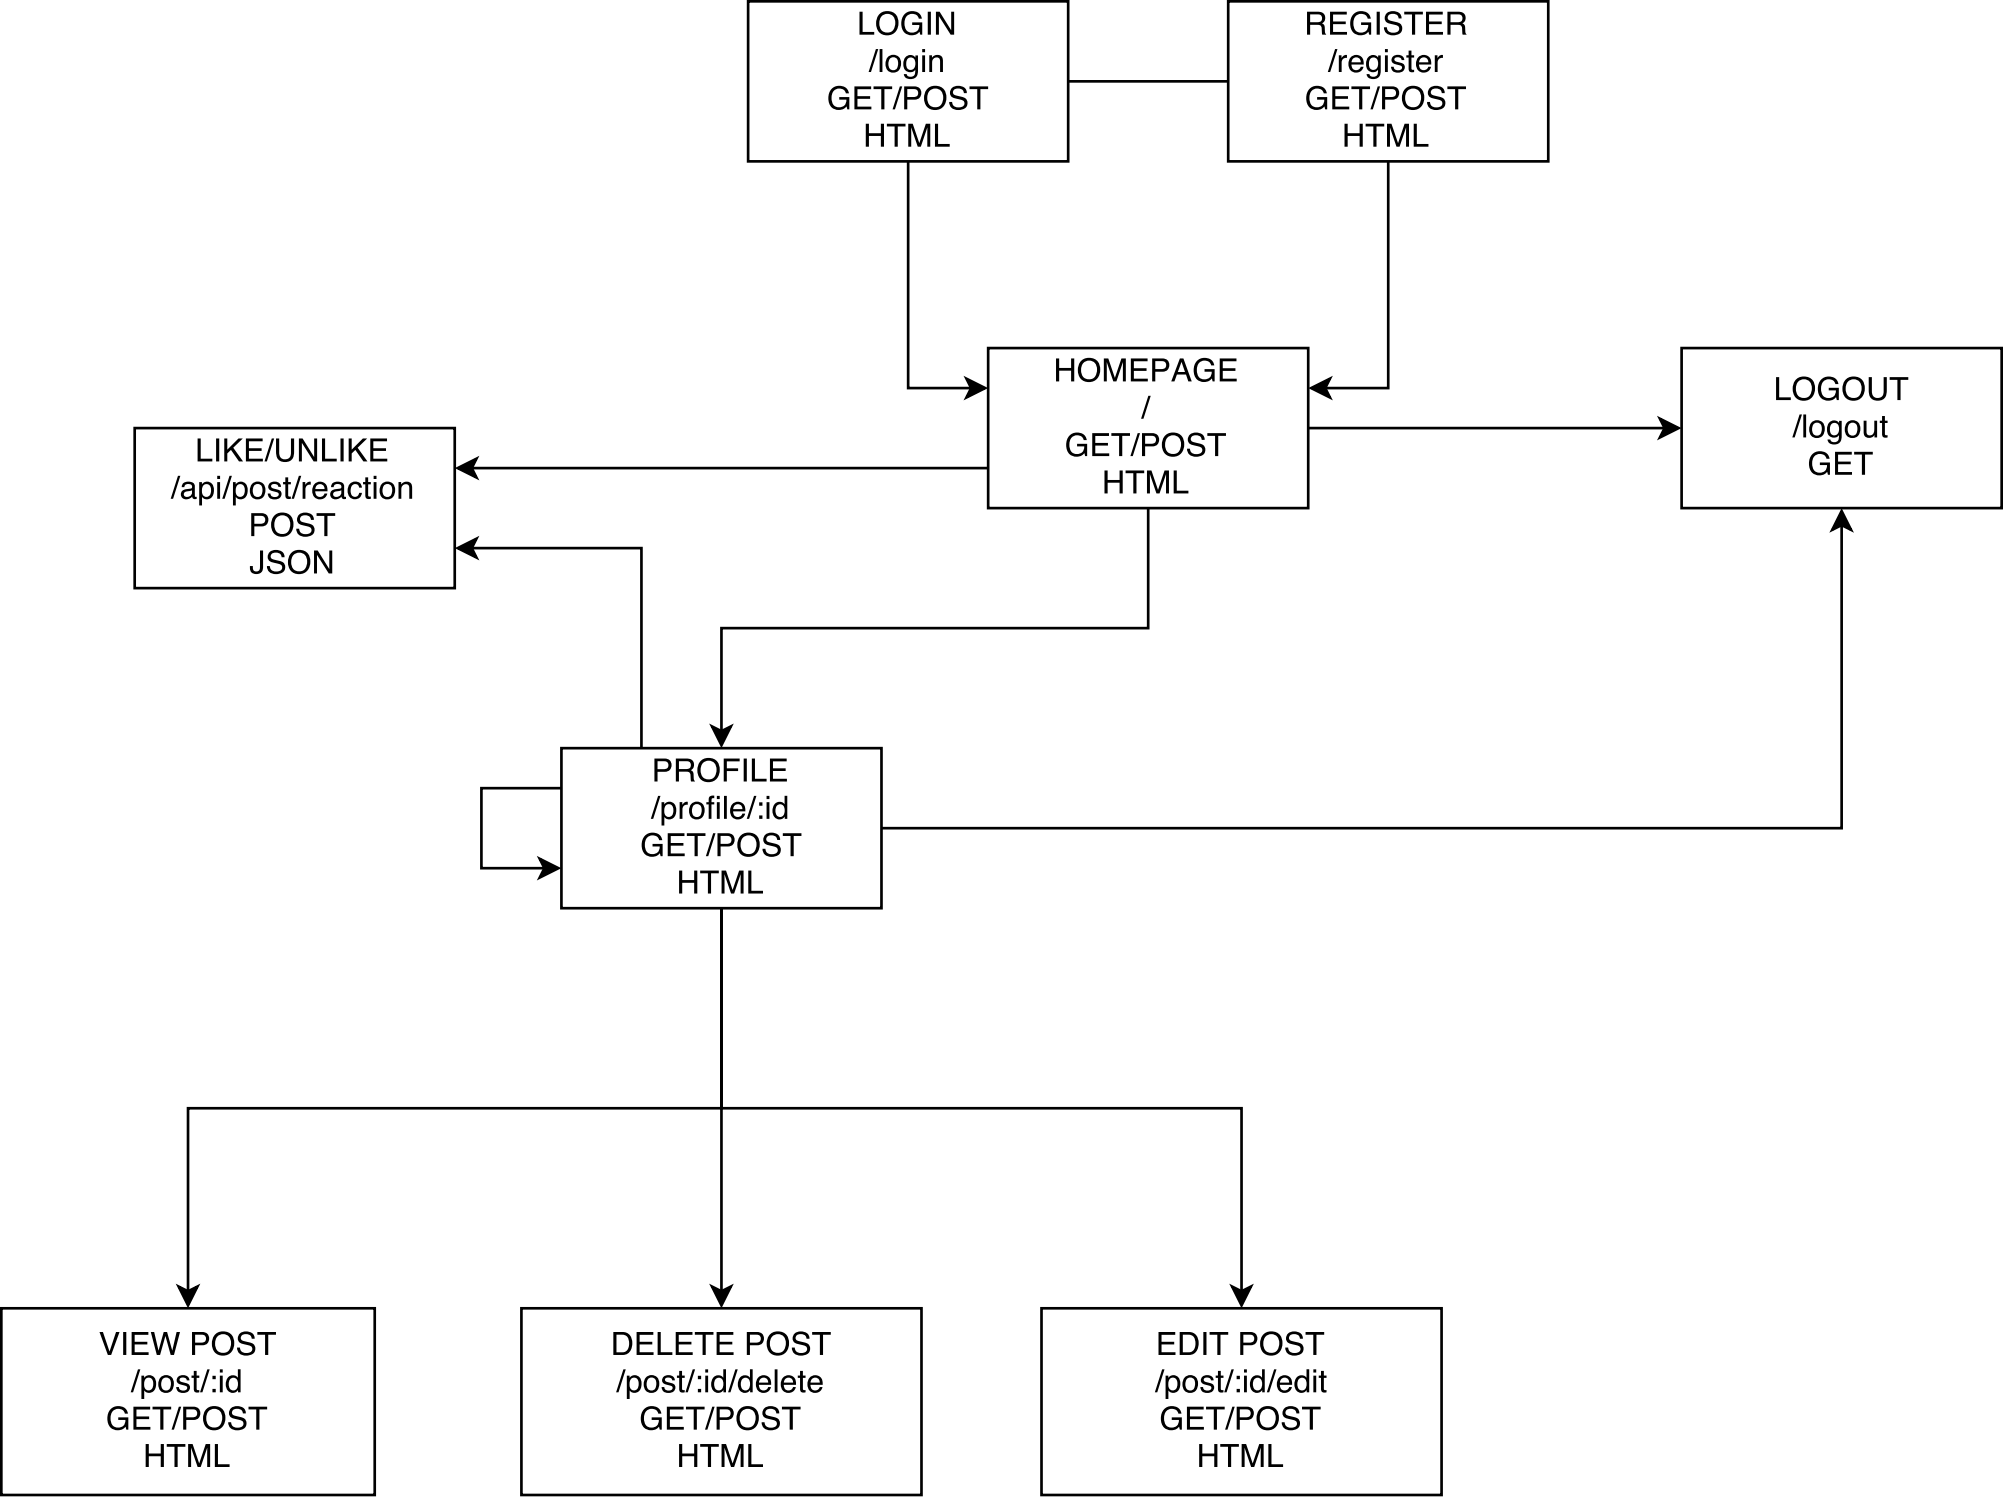 LOGIN
/login
GET/POST
HTML
REGISTER
/register
GET/POST
HTML
HOMEPAGE
/
GET/POST
HTML
LOGOUT
/logout
GET
LIKE/UNLIKE
/api/post/reaction
POST
JSON
PROFILE
/profile/:id
GET/POST
HTML
VIEW POST
/post/:id
GET/POST
HTML
DELETE POST
/post/:id/delete
GET/POST
HTML
EDIT POST
/post/:id/edit
GET/POST
HTML